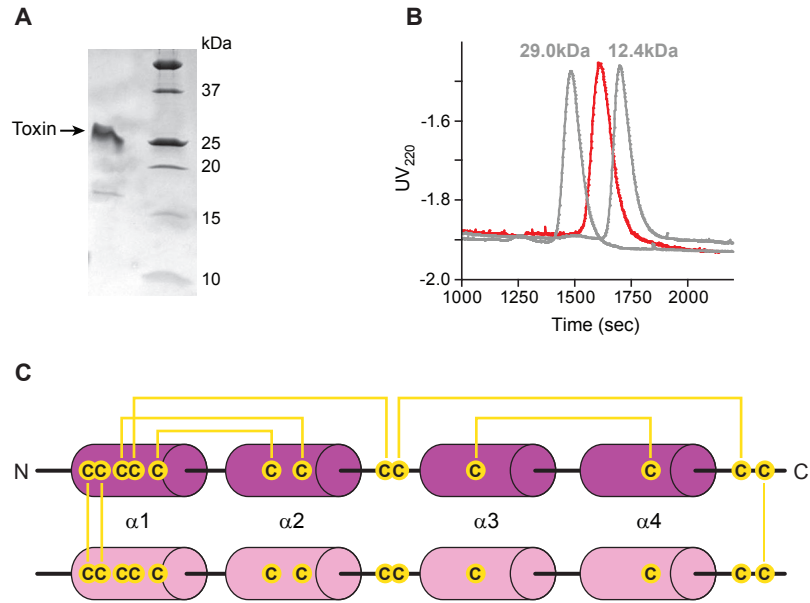 A
kDa
37
Toxin
25
20
15
10
B
29.0kDa 12.4kDa
-1.6
-1.8
-2.0
UV220
1000 1250 1500 1750 2000
Time (sec)
C
N CC CC C C C CC C C C C C
α1 α2 α3 α4
CC CC C C C CC C C C C